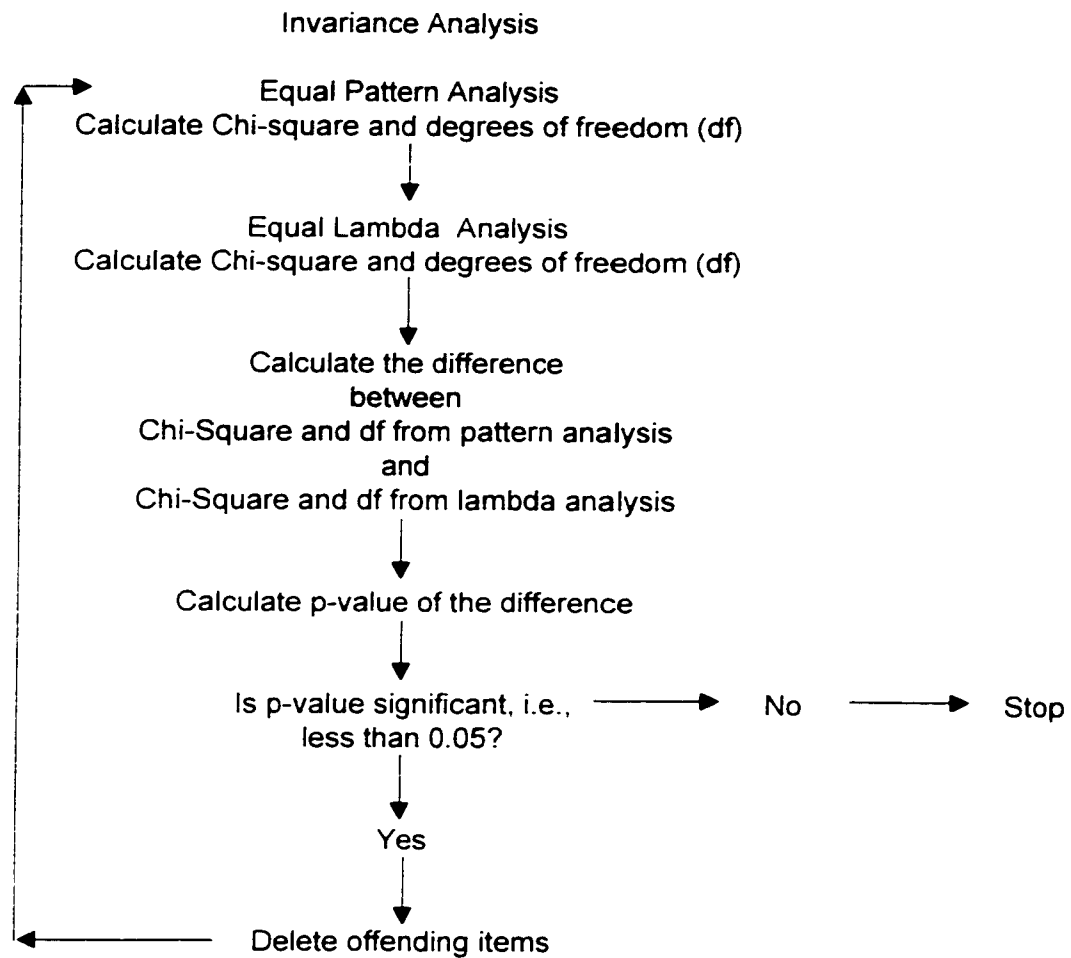 Invariance Analysis
Equal Pattern Analysis
Calculate Chi-square and degrees of freedom (df)
Equal Lambda Analysis
Calculate Chi-square and degrees of freedom (df)
Calculate the difference
between
Chi-Square and df from pattern analysis
and
Chi-Square and df from lambda analysis
Calculate p-value of the difference
Is p-value significant, i.e.,
less than 0.05?
No
Stop
Yes
Delete offending items